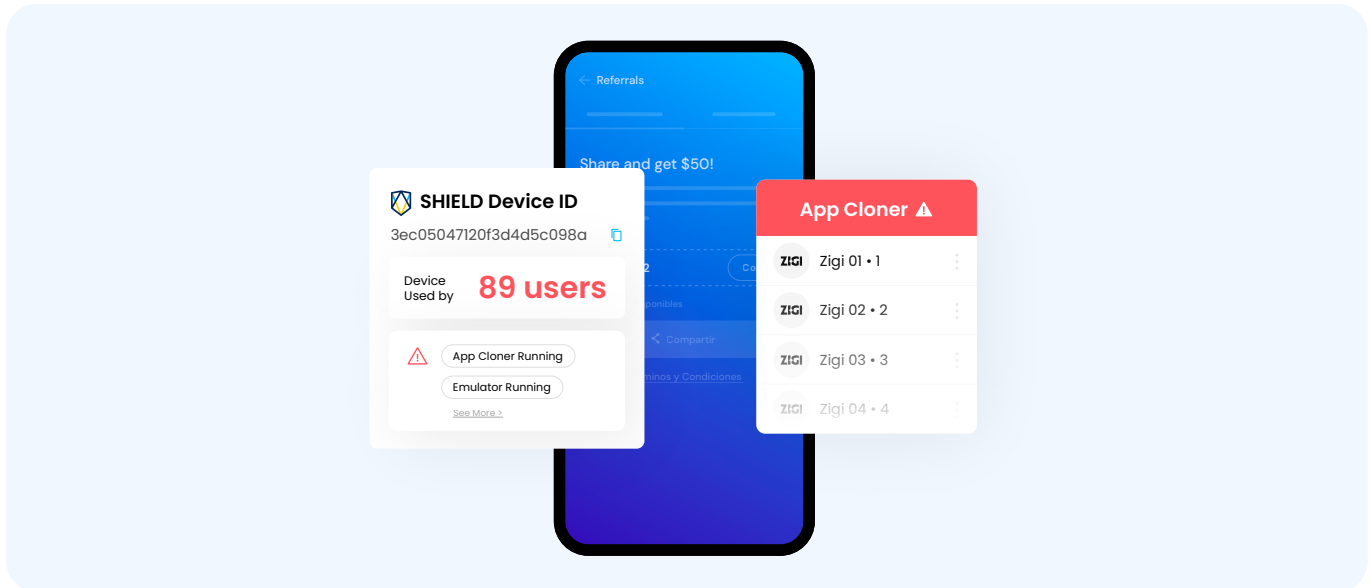 Referrals
Share and get $50!
SHIELD Device ID
3ec05047120f3d4d5c098a
Device
Used by
89 users
App Cloner Running
Emulator Running
See More >
2
Co
ponibles
Compartir
minos y Condiciones
App Cloner
ZIGI Zigi 01 • 1
ZIGI Zigi 02 • 2
ZIGI Zigi 03 • 3
ZIGI Zigi 04 • 4